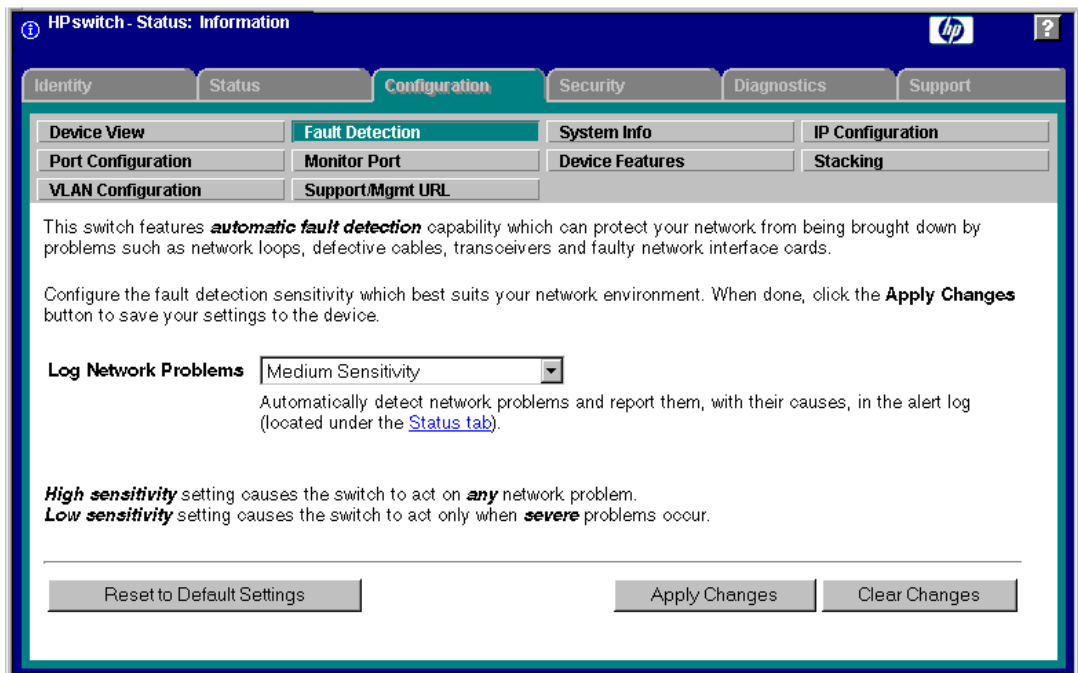 HPswitch - Status: Information
hp
?
Identity Status Configuration Security Diagnostics Support
Device View Fault Detection System Info IP Configuration
Port Configuration Monitor Port Device Features Stacking
VLAN Configuration Support/Mgmt URL
This switch features automatic fault detection capability which can protect your network from being brought down by
problems such as network loops, defective cables, transceivers and faulty network interface cards.
Configure the fault detection sensitivity which best suits your network environment. When done, click the Apply Changes
button to save your settings to the device.
Log Network Problems Medium Sensitivity
Automatically detect network problems and report them, with their causes, in the alert log
(located under the Status tab).
High sensitivity setting causes the switch to act on any network problem.
Low sensitivity setting causes the switch to act only when severe problems occur.
Reset to Default Settings Apply Changes Clear Changes